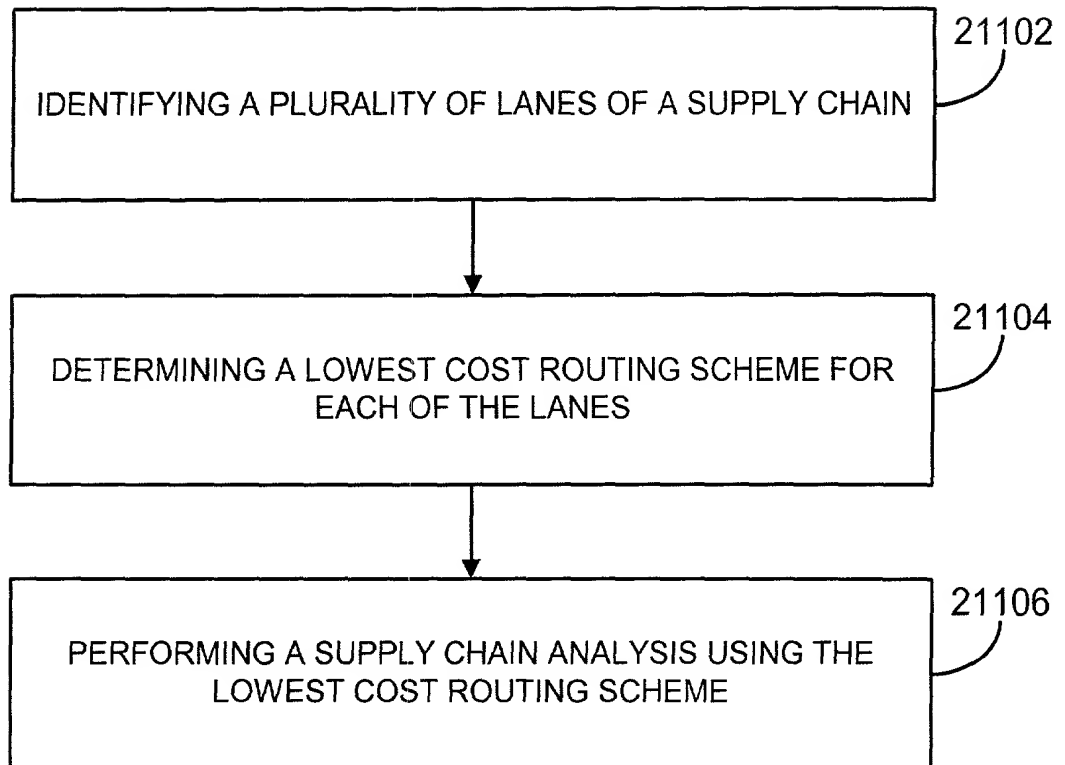 21102
IDENTIFYING A PLURALITY OF LANES OF A SUPPLY CHAIN
21104
DETERMINING A LOWEST COST ROUTING SCHEME FOR
EACH OF THE LANES
21106
PERFORMING A SUPPLY CHAIN ANALYSIS USING THE
LOWEST COST ROUTING SCHEME